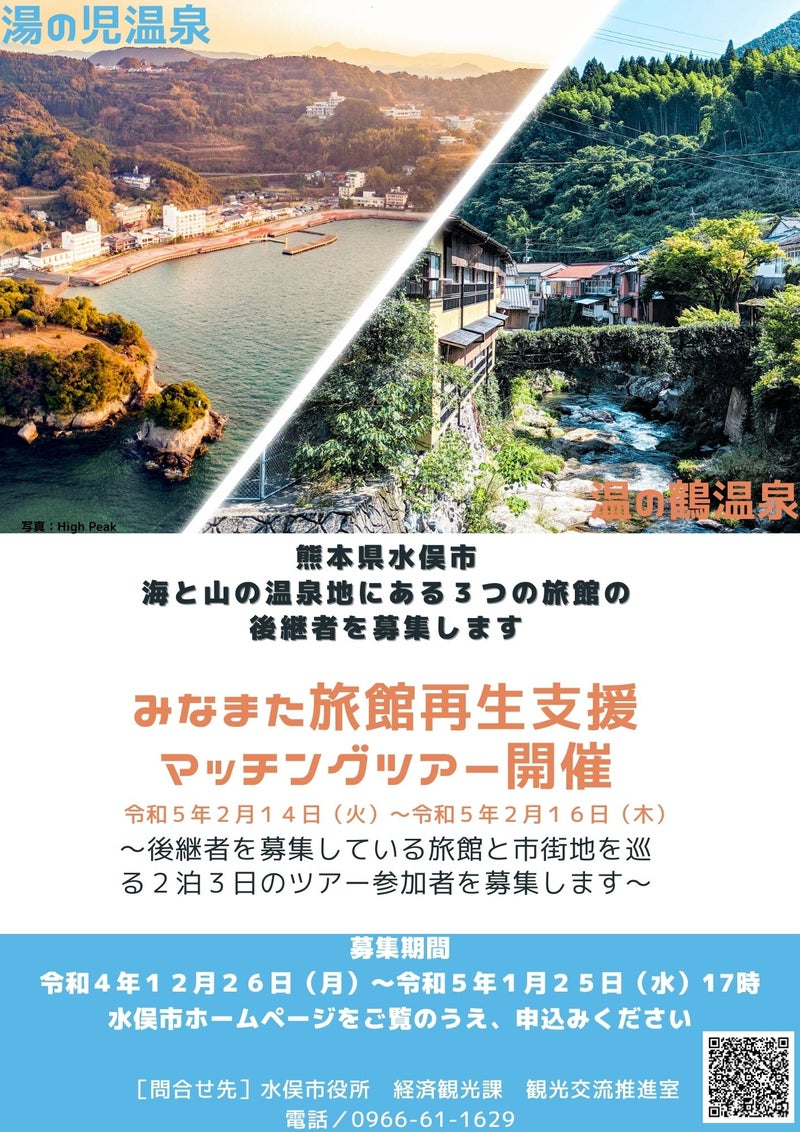 湯の児温泉
温の鶴温泉
写真：High Peak
熊本県水俣市
海と山の温泉地にある３つの旅館の
後継者を募集します
みなまた旅館再生支援
マッチングツアー開催
令和５年２月１４日（火）～令和５年２月１６日（木）
～後継者を募集している旅館と市街地を巡
る２泊３日のツアー参加者を募集します～
募集期間
令和４年１２月２６日（月）～令和５年１月２５日（水）17時
水俣市ホームページをご覧のうえ、申込みください
［問合せ先］水俣市役所　経済観光課　観光交流推進室
電話／0966-61-1629